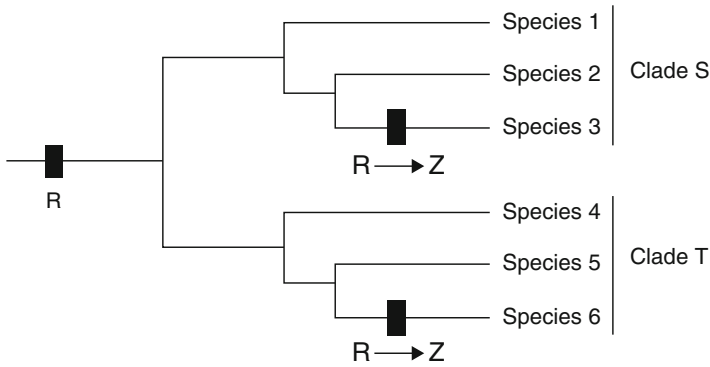 Species 1
Species 2
Clade S
Species 3
R → Z
R
Species 4
Species 5
Clade T
Species 6
R → Z